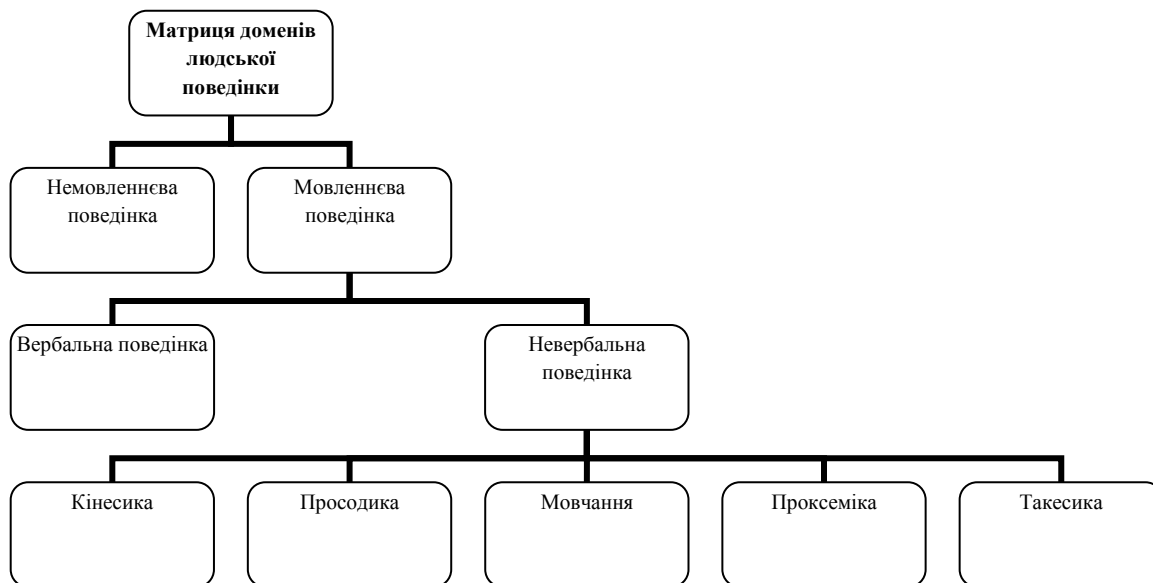 Матриця доменів
людської
поведінки
Немовленнєва
поведінка
Мовленнєва
поведінка
Вербальна поведінка
Невербальна
поведінка
Кінесика
Просодика
Мовчання
Проксеміка
Такесика